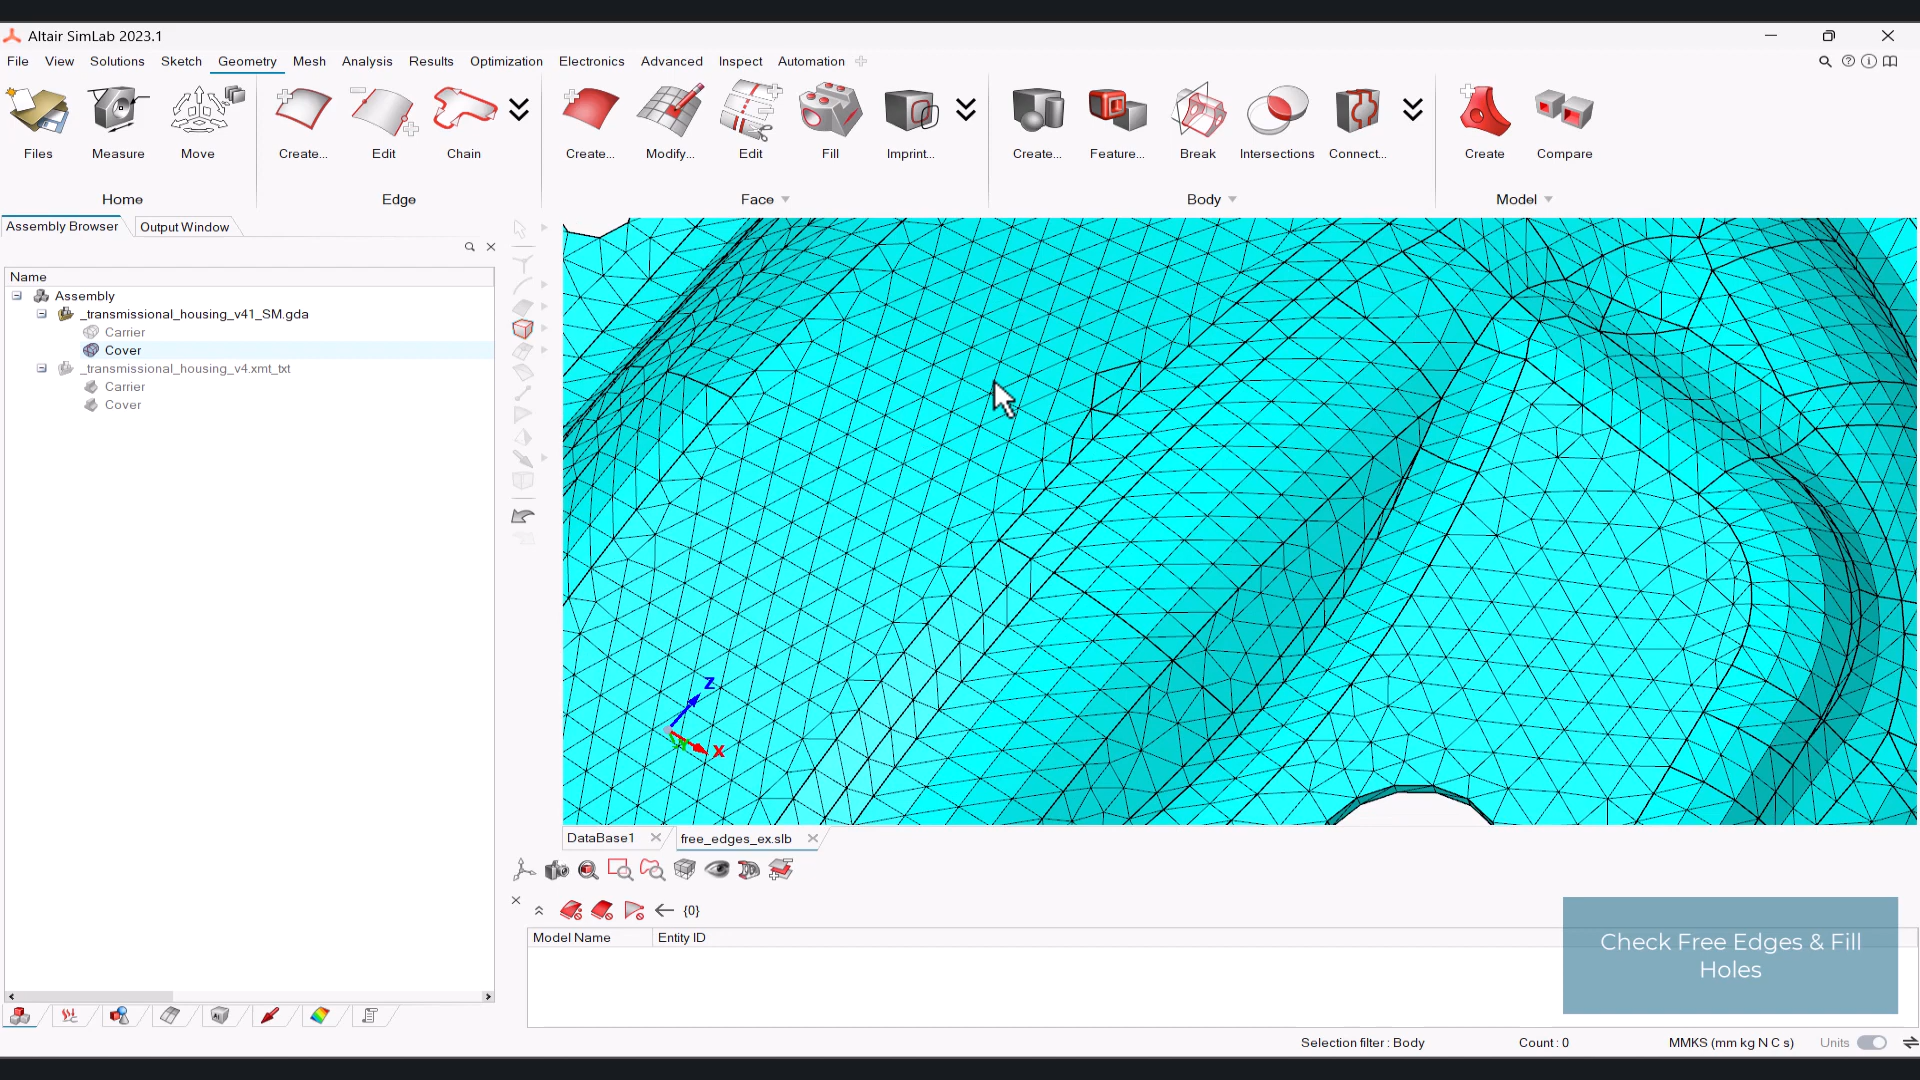 Altair SimLab 2023.1
File View Solutions Sketch Geometry Mesh Analysis Results Optimization Electronics Advanced Inspect Automation
Files Measure Move Create... Edit Chain Create... Modify... Edit Fill Imprint... Create... Feature... Break Intersections Connect... Create Compare
Home Edge Face Body Model
Assembly Browser Output Window
Name
Assembly
_transmissional_housing_v41_SM.gda
Carrier
Cover
_transmissional_housing_v4.xmt_txt
Carrier
Cover
Z
X
DataBase1 free_edges_ex.slb
{0}
Model Name Entity ID
Check Free Edges & Fill
Holes
Selection filter : Body Count : 0 MMKS (mm kg N C s) Units